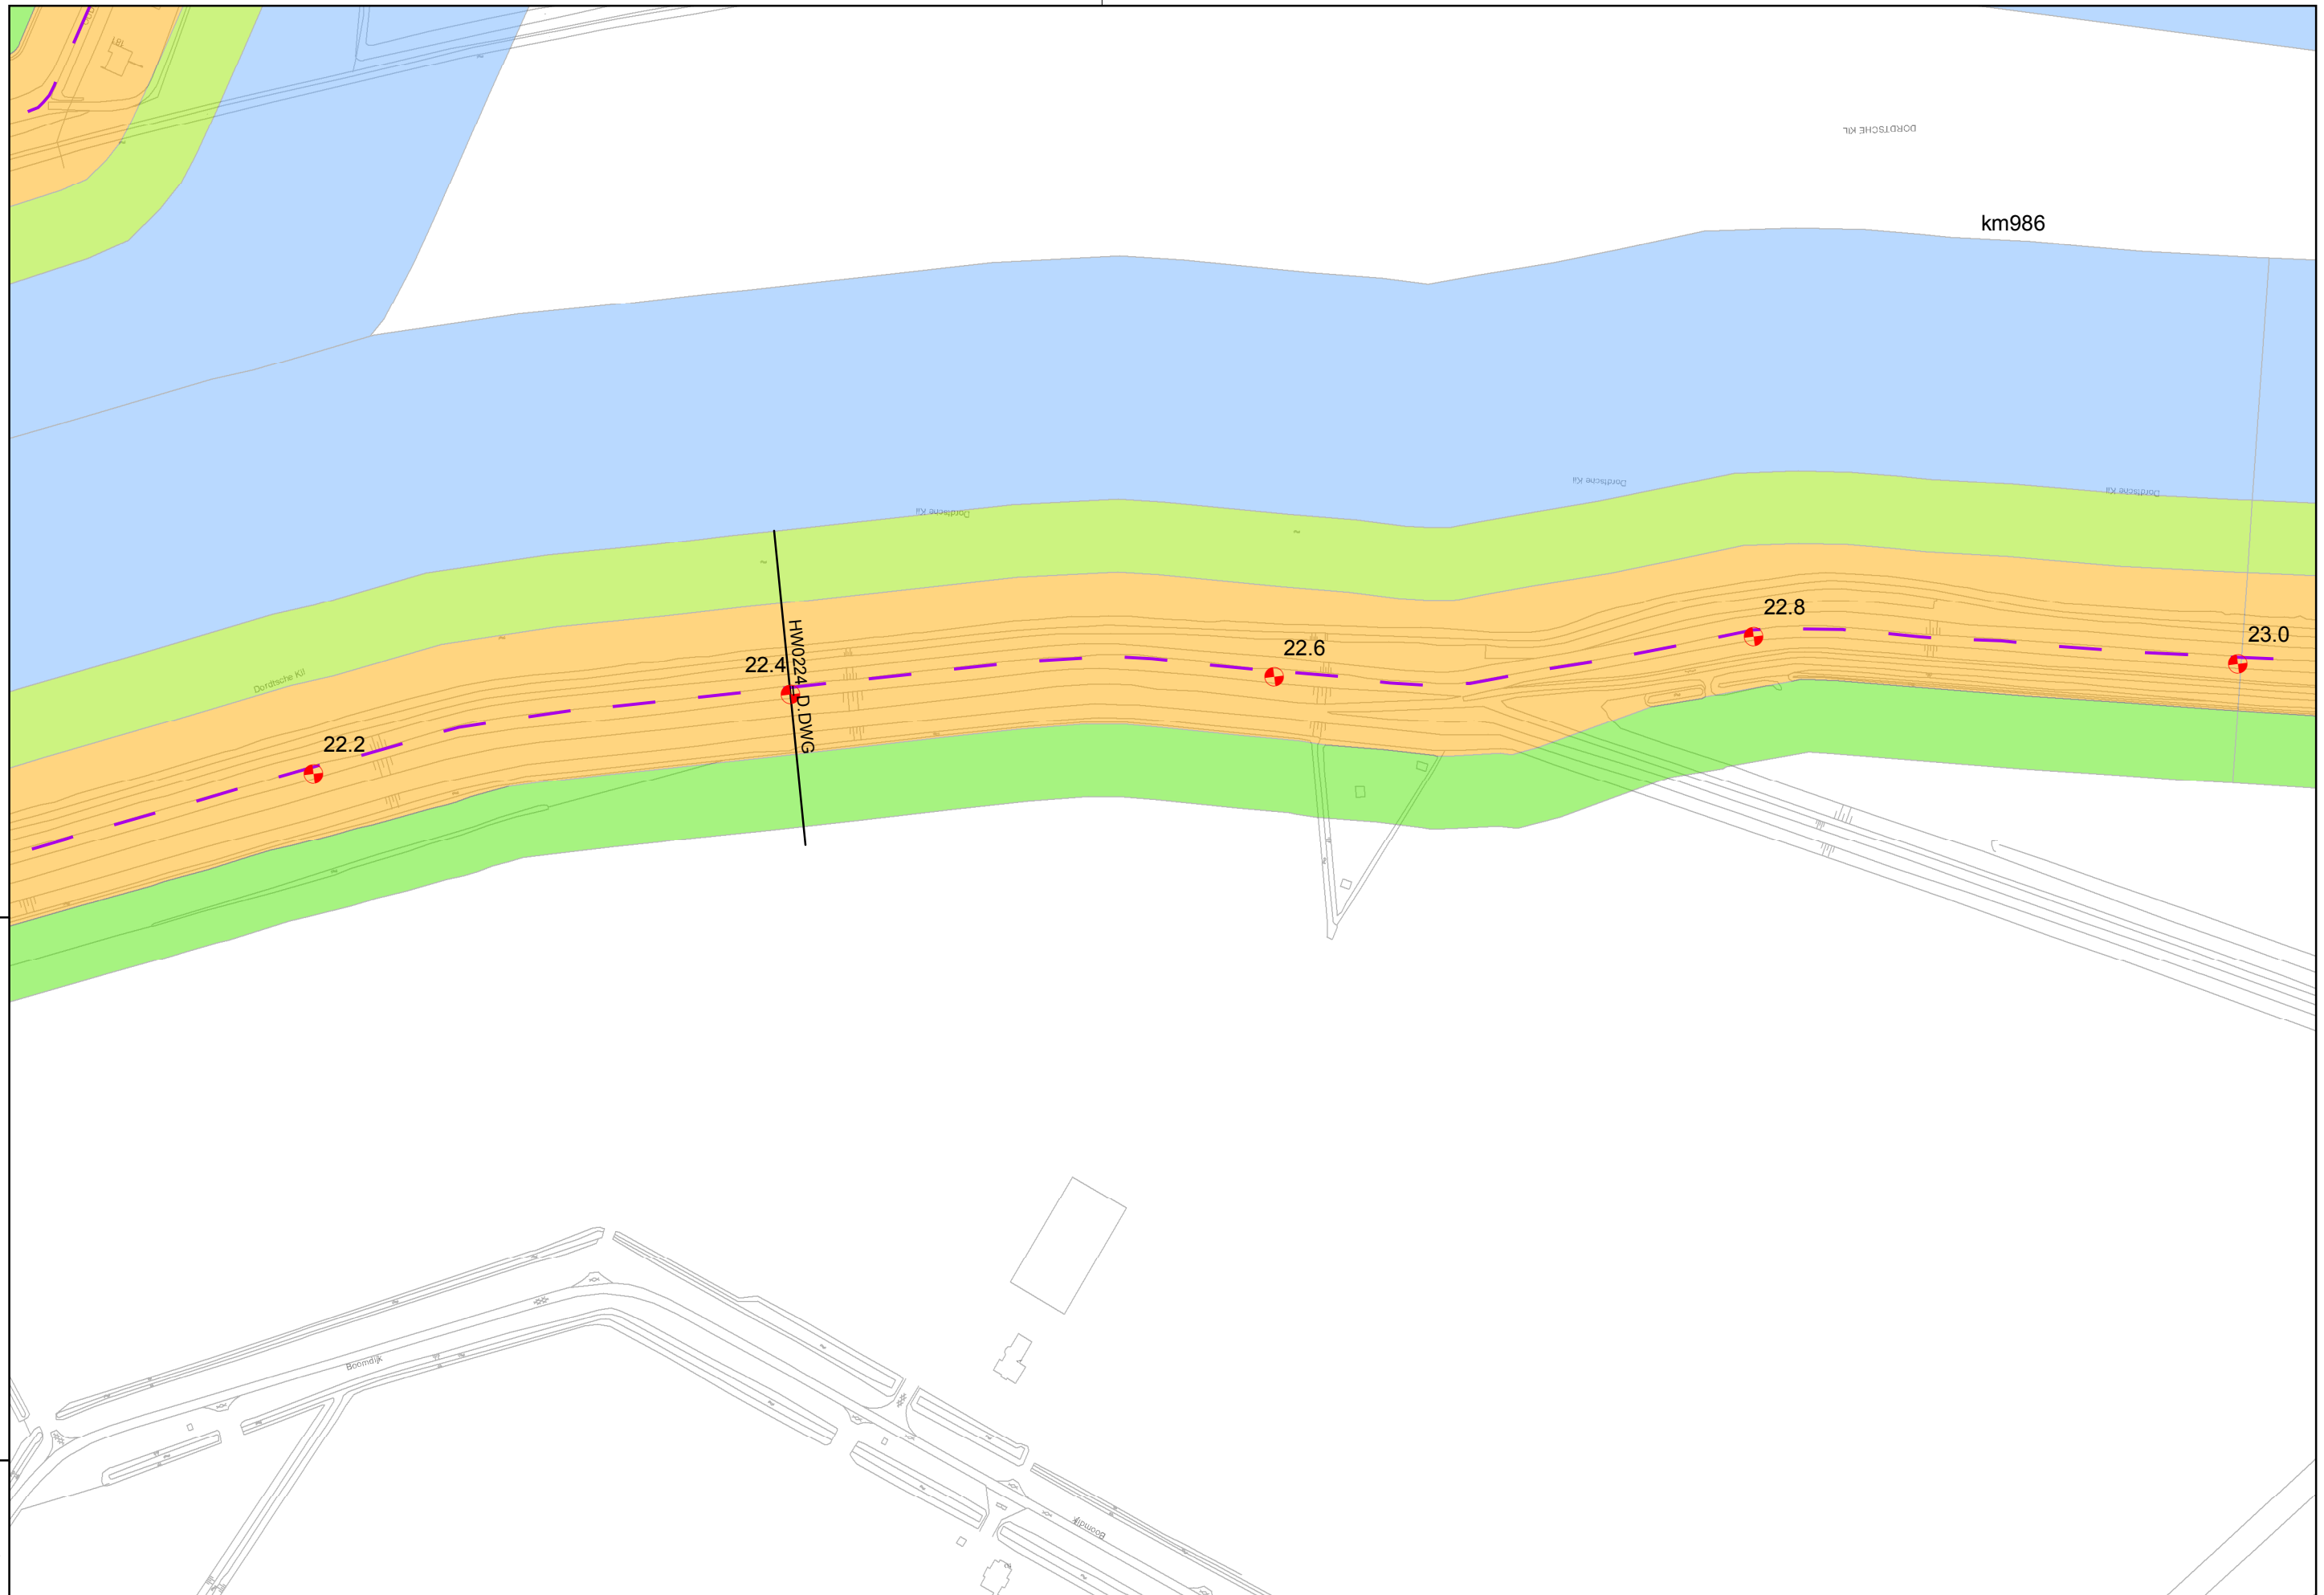 181
DORDTSCHE KIL
km986
Dordtsche Kil
Dordtsche Kil
Dordtsche Kil
22.8
HW0224_D.DWG
23.0
22.6
22.4
Dordtsche Kil
22.2
Boomdijk
Boomdijk